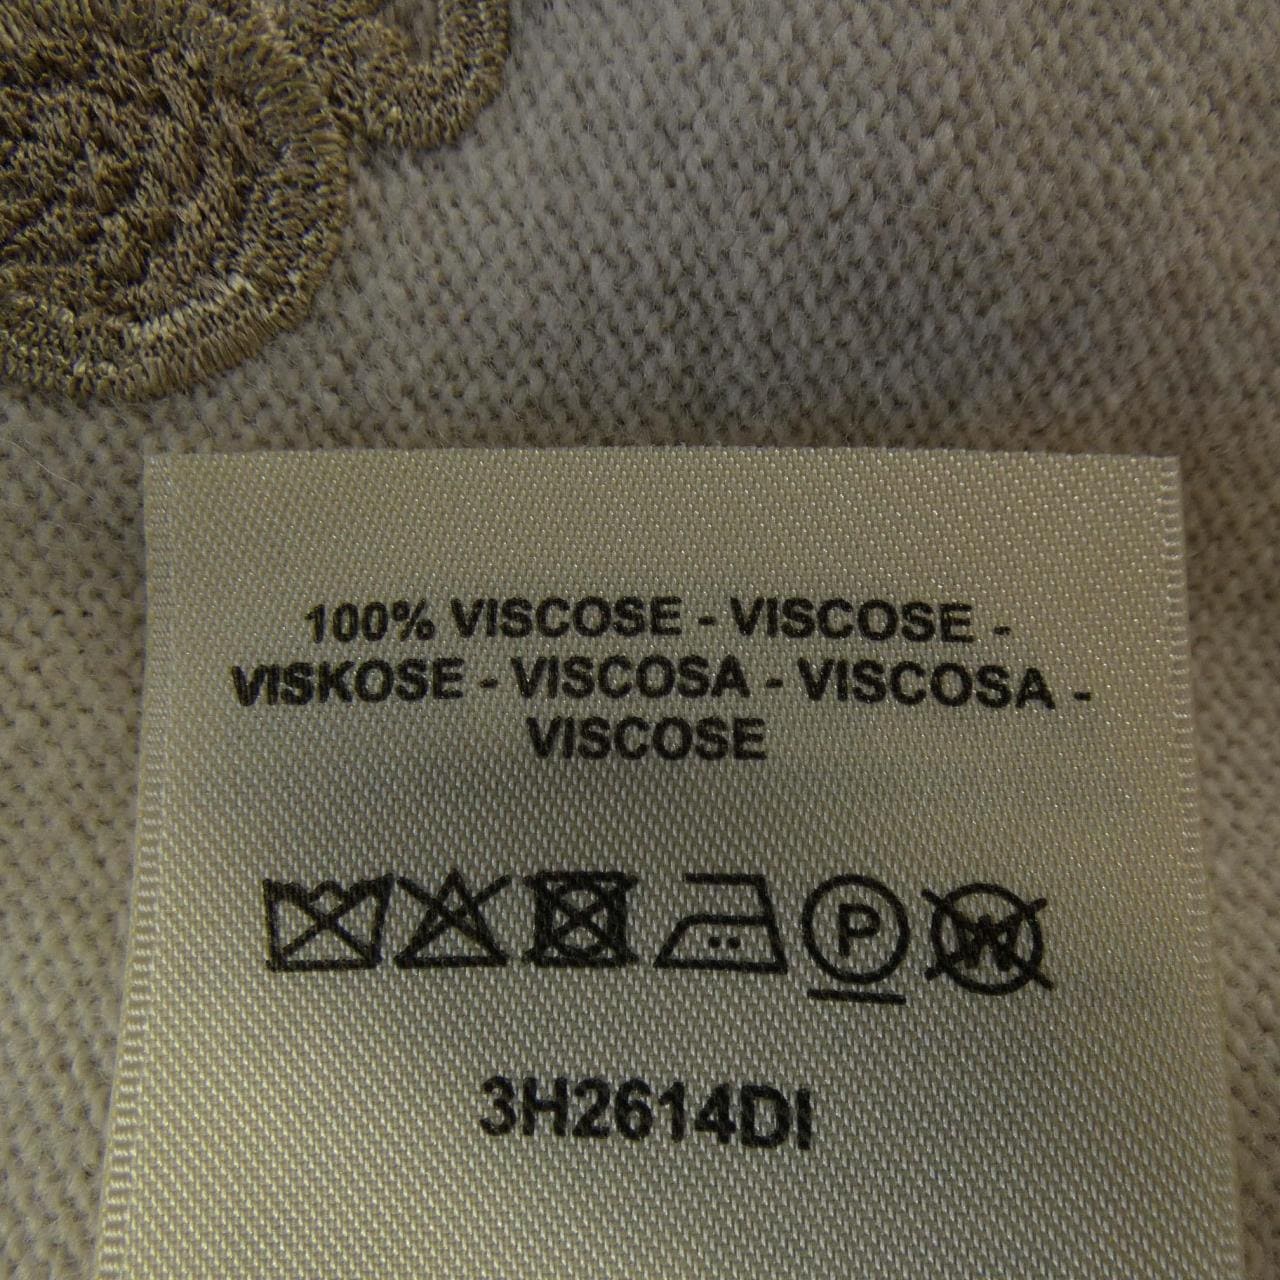 100% VISCOSE - VISCOSE -
VISKOSE - VISCOSA - VISCOSA -
VISCOSE
P W
3H2614DI